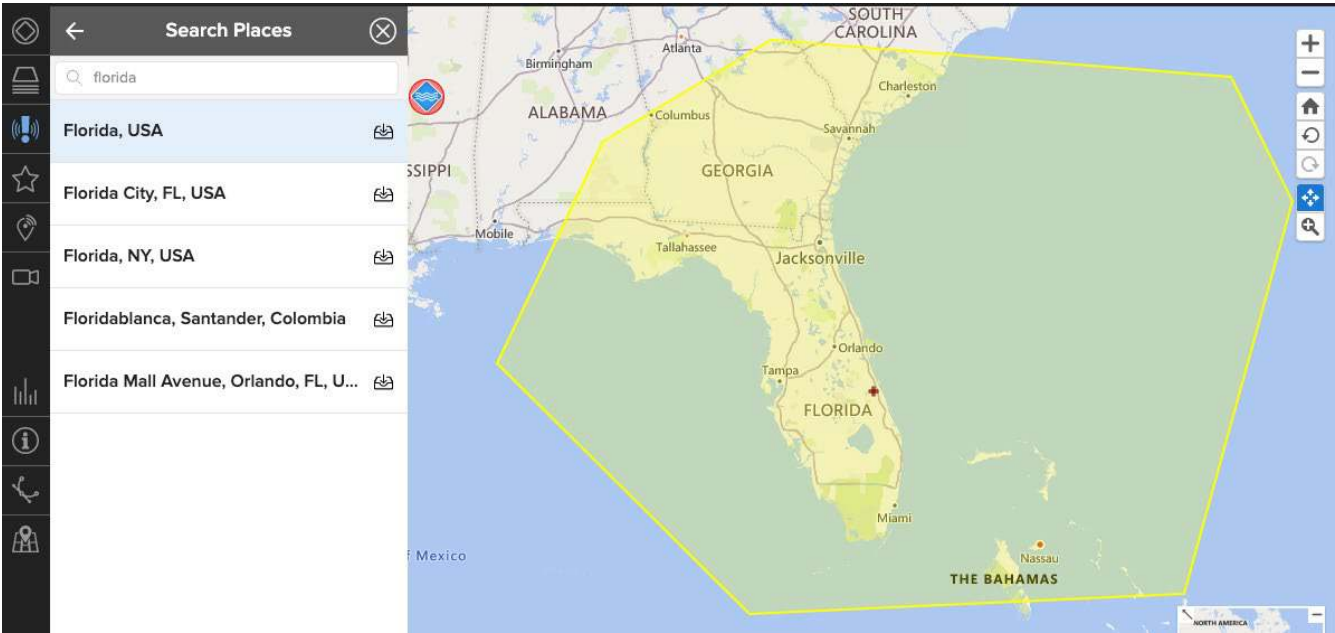 Search Places
florida
Florida, USA
Florida City, FL, USA
Florida, NY, USA
Floridablanca, Santander, Colombia
Florida Mall Avenue, Orlando, FL, U...
SOUTH
CAROLINA
Atlanta
Birmingham
Charleston
ALABAMA
Columbus
Savannah
SSIPPI
GEORGIA
Mobile
Tallahassee
Jacksonville
Orlando
Tampa
FLORIDA
Miami
f Mexico
Nassau
THE BAHAMAS
NORTH AMERICA